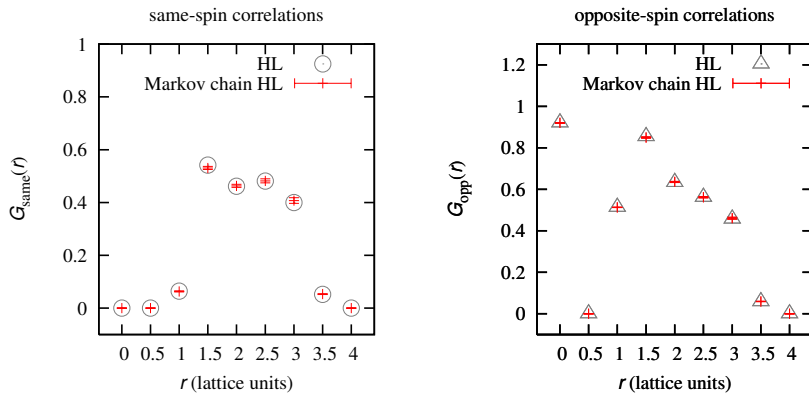 same-spin correlations
HL
Markov chain HL
1
0.8
0.6
0.4
0.2
0
G_same(r)
0 0.5 1 1.5 2 2.5 3 3.5 4
r (lattice units)
opposite-spin correlations
HL
Markov chain HL
1.2
1
0.8
0.6
0.4
0.2
0
G_opp(r)
0 0.5 1 1.5 2 2.5 3 3.5 4
r (lattice units)